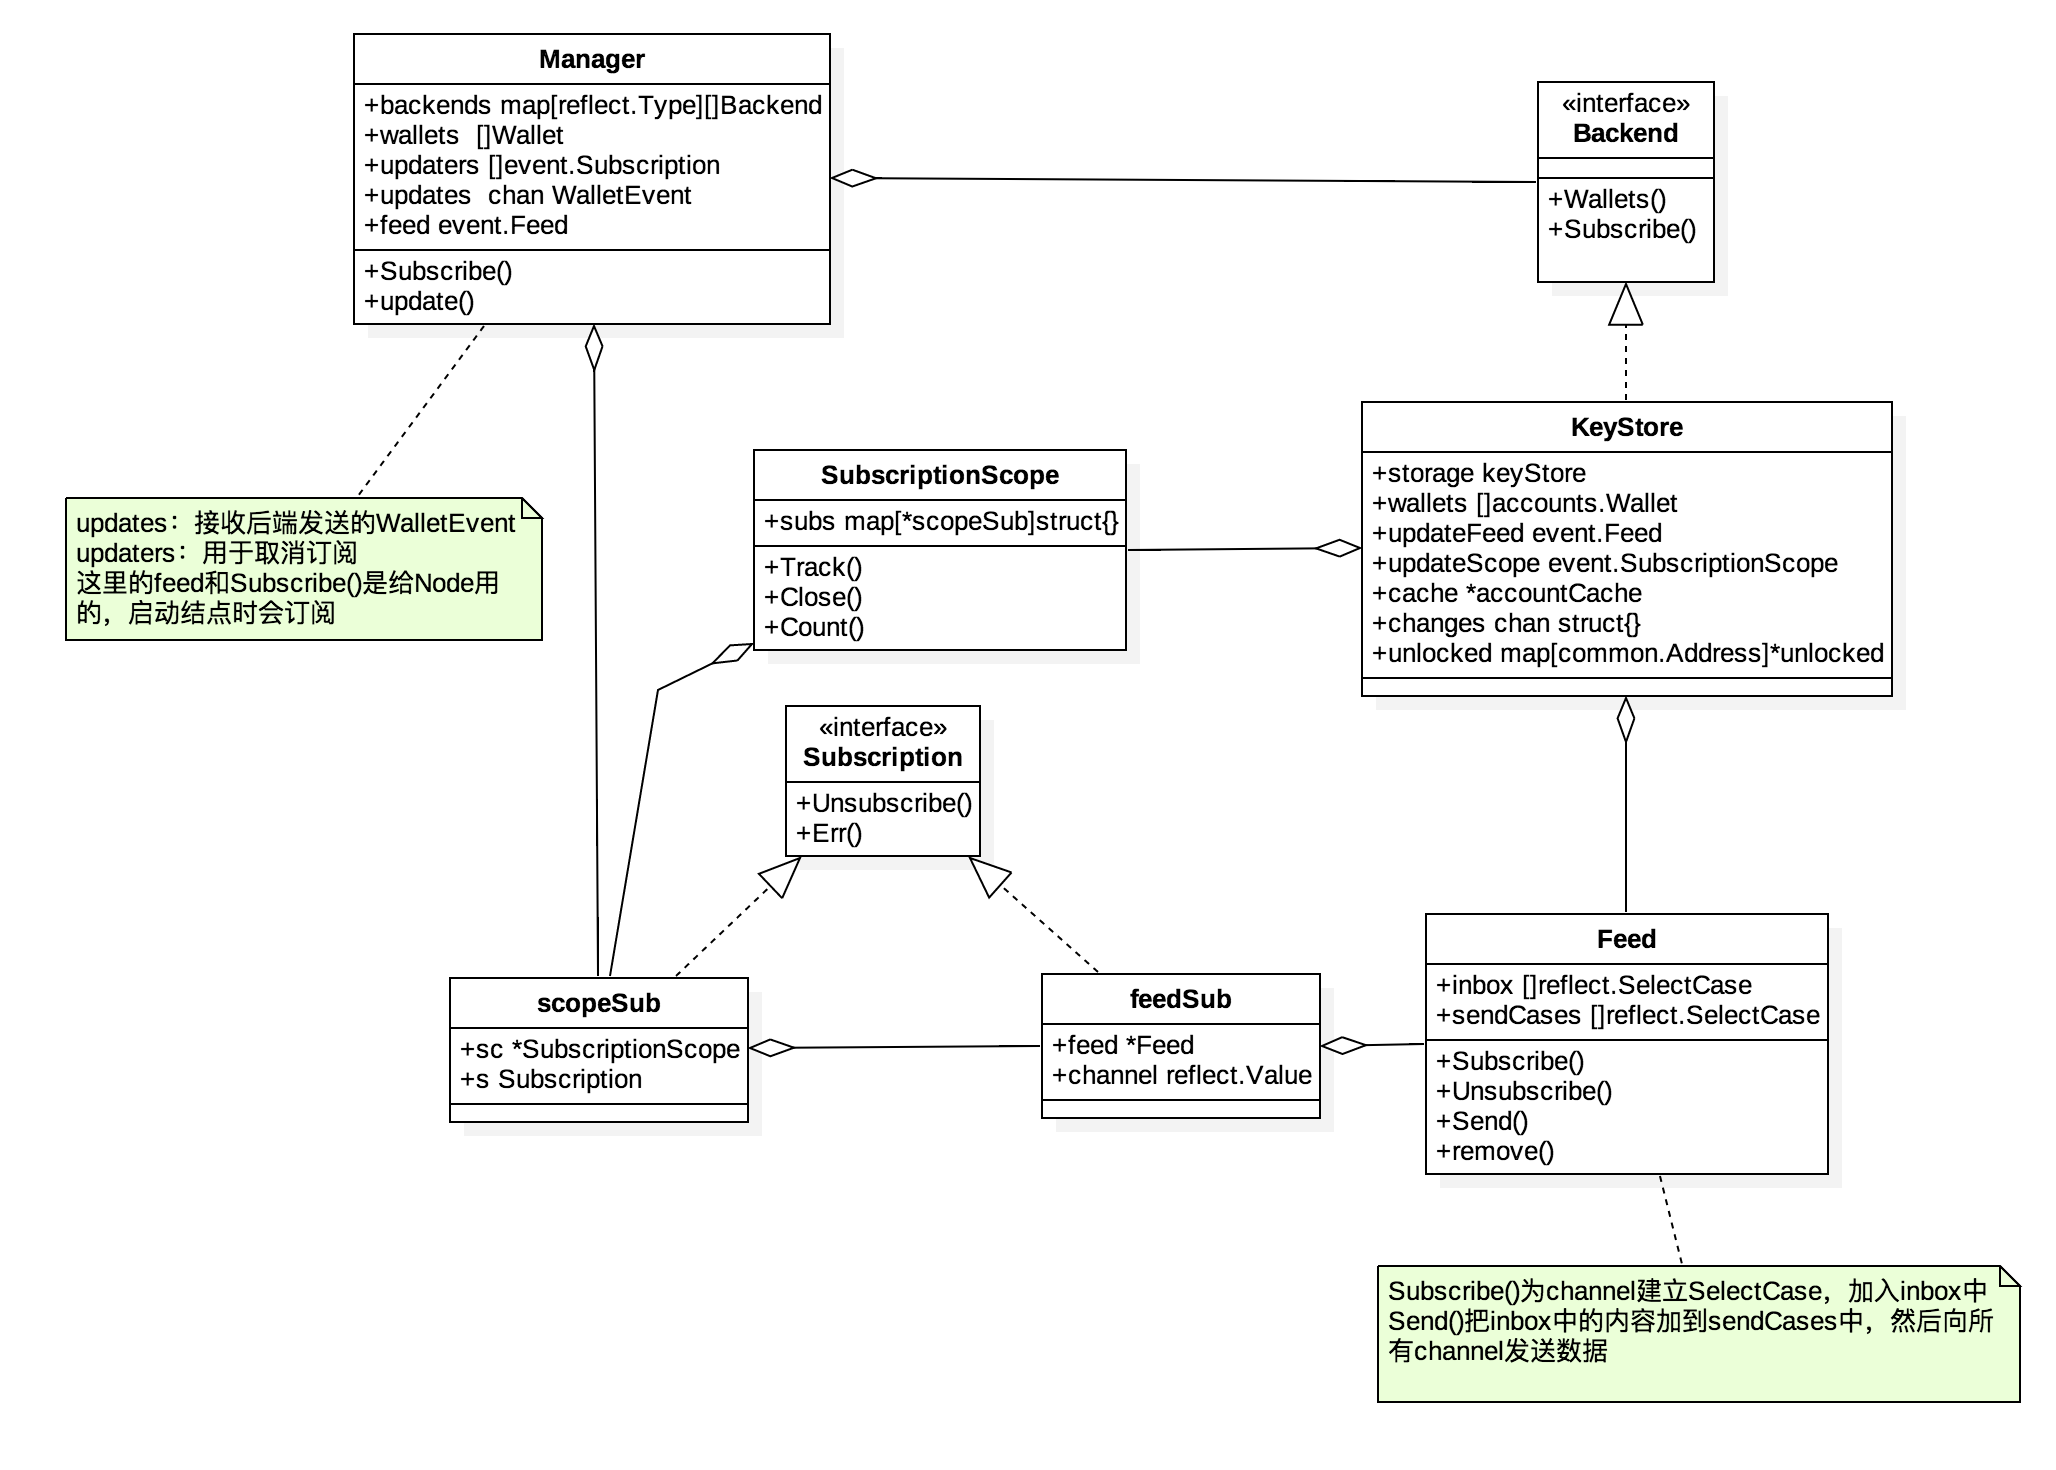 Manager
+backends map[reflect.Type][]Backend
+wallets  []Wallet
+updaters []event.Subscription
+updates  chan WalletEvent
+feed event.Feed
+Subscribe()
+update()
«interface»
Backend
+Wallets()
+Subscribe()
updates：接收后端发送的WalletEvent
updaters：用于取消订阅
这里的feed和Subscribe()是给Node用
的，启动结点时会订阅
SubscriptionScope
+subs map[*scopeSub]struct{}
+Track()
+Close()
+Count()
KeyStore
+storage keyStore
+wallets []accounts.Wallet
+updateFeed event.Feed
+updateScope event.SubscriptionScope
+cache *accountCache
+changes chan struct{}
+unlocked map[common.Address]*unlocked
«interface»
Subscription
+Unsubscribe()
+Err()
scopeSub
+sc *SubscriptionScope
+s Subscription
feedSub
+feed *Feed
+channel reflect.Value
Feed
+inbox []reflect.SelectCase
+sendCases []reflect.SelectCase
+Subscribe()
+Unsubscribe()
+Send()
+remove()
Subscribe()为channel建立SelectCase，加入inbox中
Send()把inbox中的内容加到sendCases中，然后向所
有channel发送数据